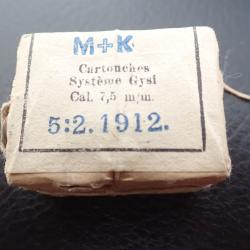 M+K
Cartouches
Système Gysi
Cal. 7,5 m/m.
5:2.1912.